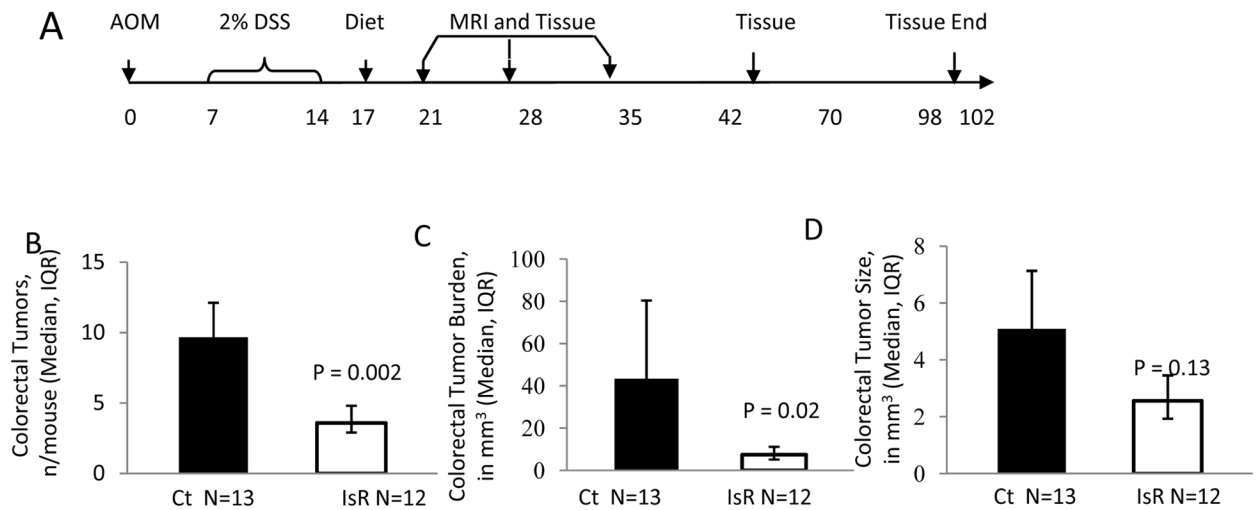 A
AOM 2% DSS Diet MRI and Tissue Tissue Tissue End
0 7 14 17 21 28 35 42 70 98 102
B
Colorectal Tumors,
n/mouse (Median, IQR)
15
10
5
0
P = 0.002
Ct N=13 IsR N=12
C
Colorectal Tumor Burden,
in mm³ (Median, IQR)
100
80
60
40
20
0
P = 0.02
Ct N=13 IsR N=12
D
Colorectal Tumor Size,
in mm³ (Median, IQR)
8
6
4
2
0
P = 0.13
Ct N=13 IsR N=12